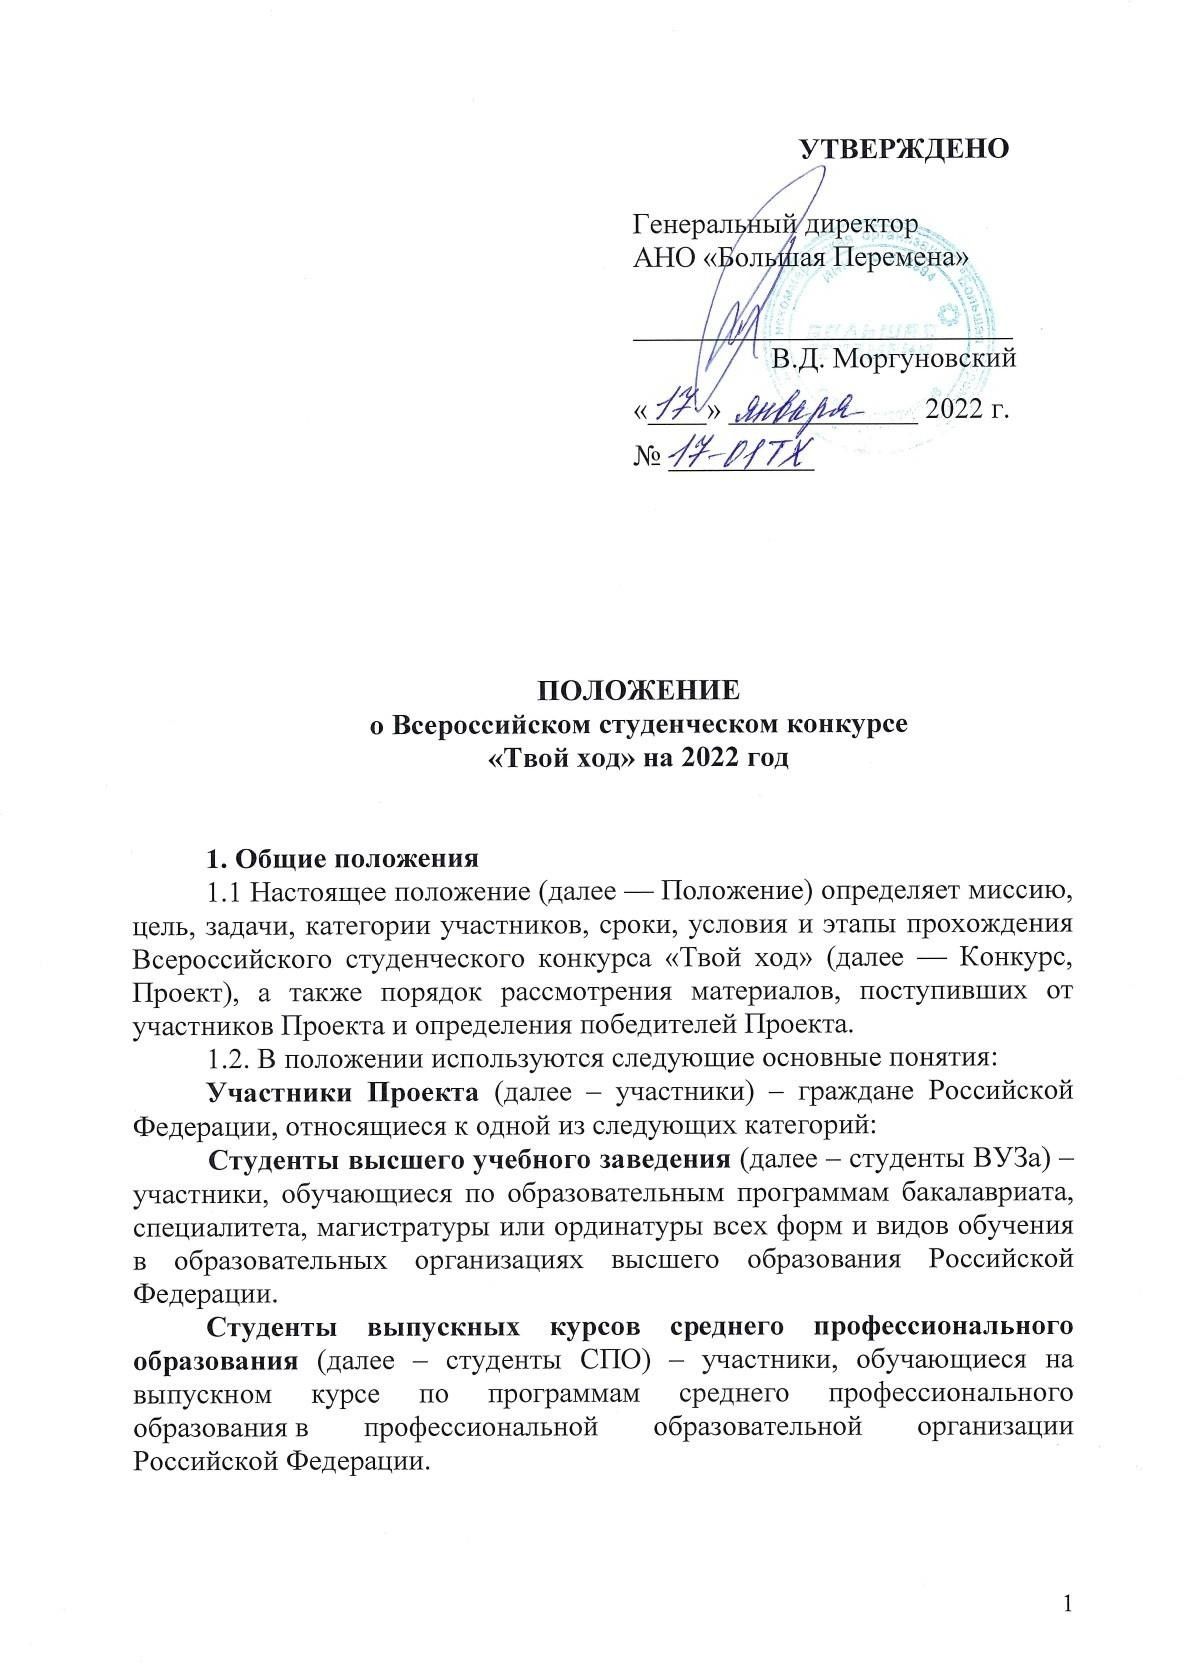 УТВЕРЖДЕНО
Генеральный директор
АНО «Большая Перемена»
В.Д. Моргуновский
«17» января 2022 г.
№ 17-01ТХ
ПОЛОЖЕНИЕ
о Всероссийском студенческом конкурсе
«Твой ход» на 2022 год
1. Общие положения
1.1 Настоящее положение (далее — Положение) определяет миссию,
цель, задачи, категории участников, сроки, условия и этапы прохождения
Всероссийского студенческого конкурса «Твой ход» (далее — Конкурс,
Проект), а также порядок рассмотрения материалов, поступивших от
участников Проекта и определения победителей Проекта.
1.2. В положении используются следующие основные понятия:
Участники Проекта (далее – участники) – граждане Российской
Федерации, относящиеся к одной из следующих категорий:
Студенты высшего учебного заведения (далее – студенты ВУЗа) –
участники, обучающиеся по образовательным программам бакалавриата,
специалитета, магистратуры или ординатуры всех форм и видов обучения
в образовательных организациях высшего образования Российской
Федерации.
Студенты выпускных курсов среднего профессионального
образования (далее – студенты СПО) – участники, обучающиеся на
выпускном курсе по программам среднего профессионального
образования в профессиональной образовательной организации
Российской Федерации.
1